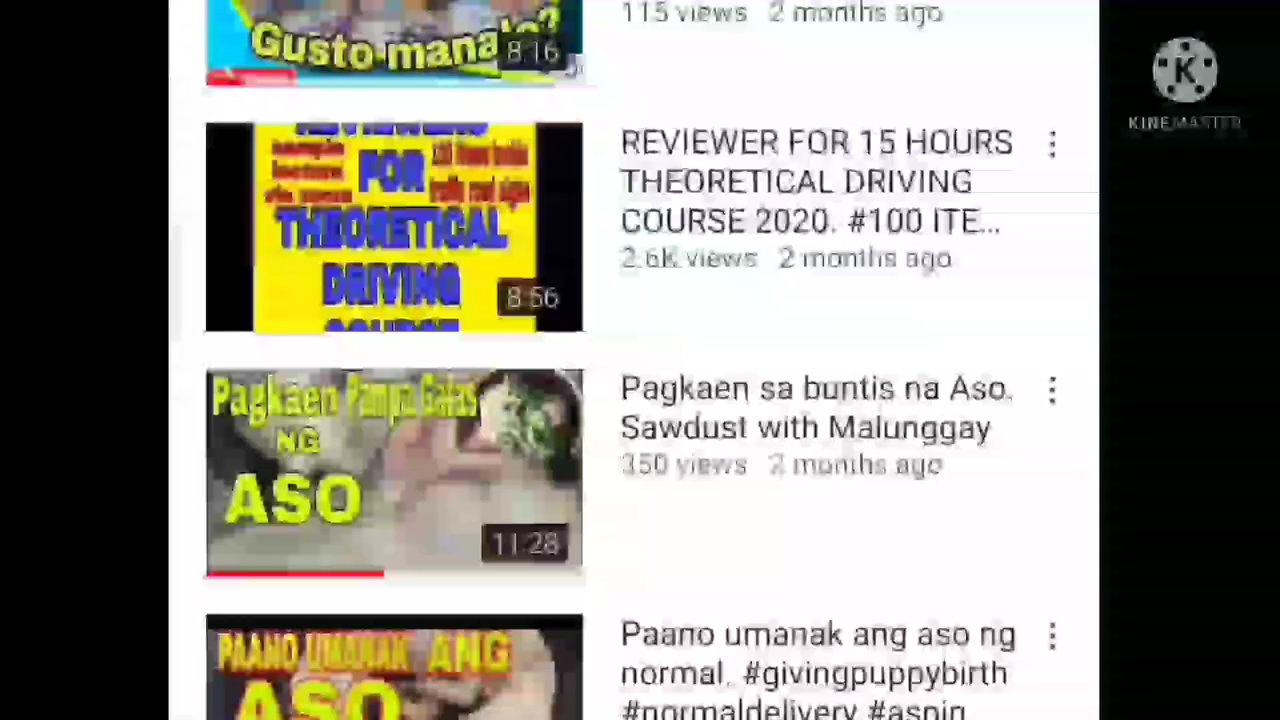 115 views 2 months ago
Gusto mana
8:16
KINEMASTER
REVIEWER FOR 15 HOURS
THEORETICAL DRIVING
COURSE 2020. #100 ITE...
2.6K views 2 months ago
FOR
THEORETICAL
DRIVING
COURSE
8:56
Pagkaen sa buntis na Aso.
Sawdust with Malunggay
350 views 2 months ago
Pagkaen Pampa Gatas
NG
ASO
11:28
Paano umanak ang aso ng
normal. #givingpuppybirth
#normaldelivery #aspin
PAANO UMANAK ANG
ASO